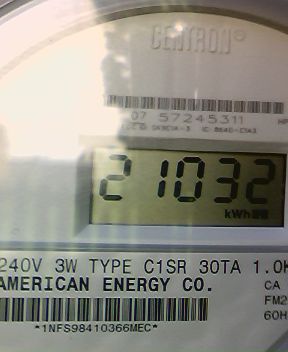 CENTRON®
07 57245311
21032
kWh
240V 3W TYPE C1SR 30TA 1.0K
AMERICAN ENERGY CO.
CA
FM2
60H
*1NFS98410366MEC*